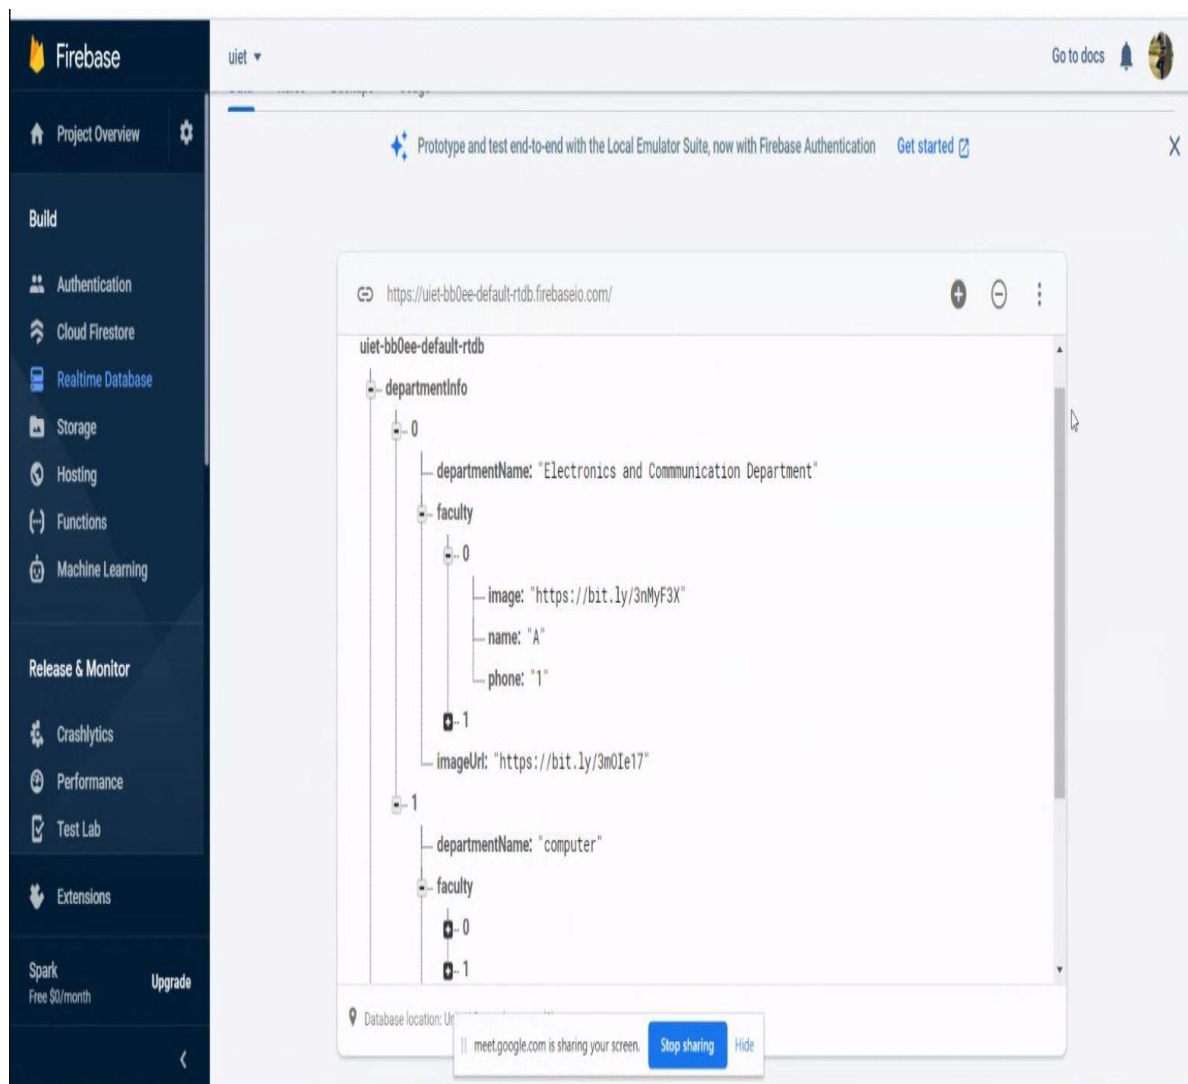 Firebase
uiet
Go to docs
Project Overview
Prototype and test end-to-end with the Local Emulator Suite, now with Firebase Authentication Get started
Build
Authentication
Cloud Firestore
Realtime Database
Storage
Hosting
Functions
Machine Learning
Release & Monitor
Crashlytics
Performance
Test Lab
Extensions
Spark
Free $0/month
Upgrade
https://uiet-bb0ee-default-rtdb.firebaseio.com/
uiet-bb0ee-default-rtdb
departmentInfo
0
departmentName: "Electronics and Commmunication Department"
faculty
0
image: "https://bit.ly/3nMyF3X"
name: "A"
phone: "1"
1
imageUrl: "https://bit.ly/3mOIe17"
1
departmentName: "computer"
faculty
0
1
Database location:
meet.google.com is sharing your screen. Stop sharing Hide